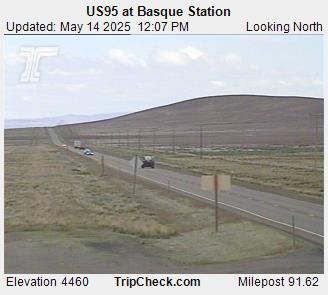 US95 at Basque Station
Updated: May 14 2025 12:07 PM Looking North
Elevation 4460 TripCheck.com Milepost 91.62